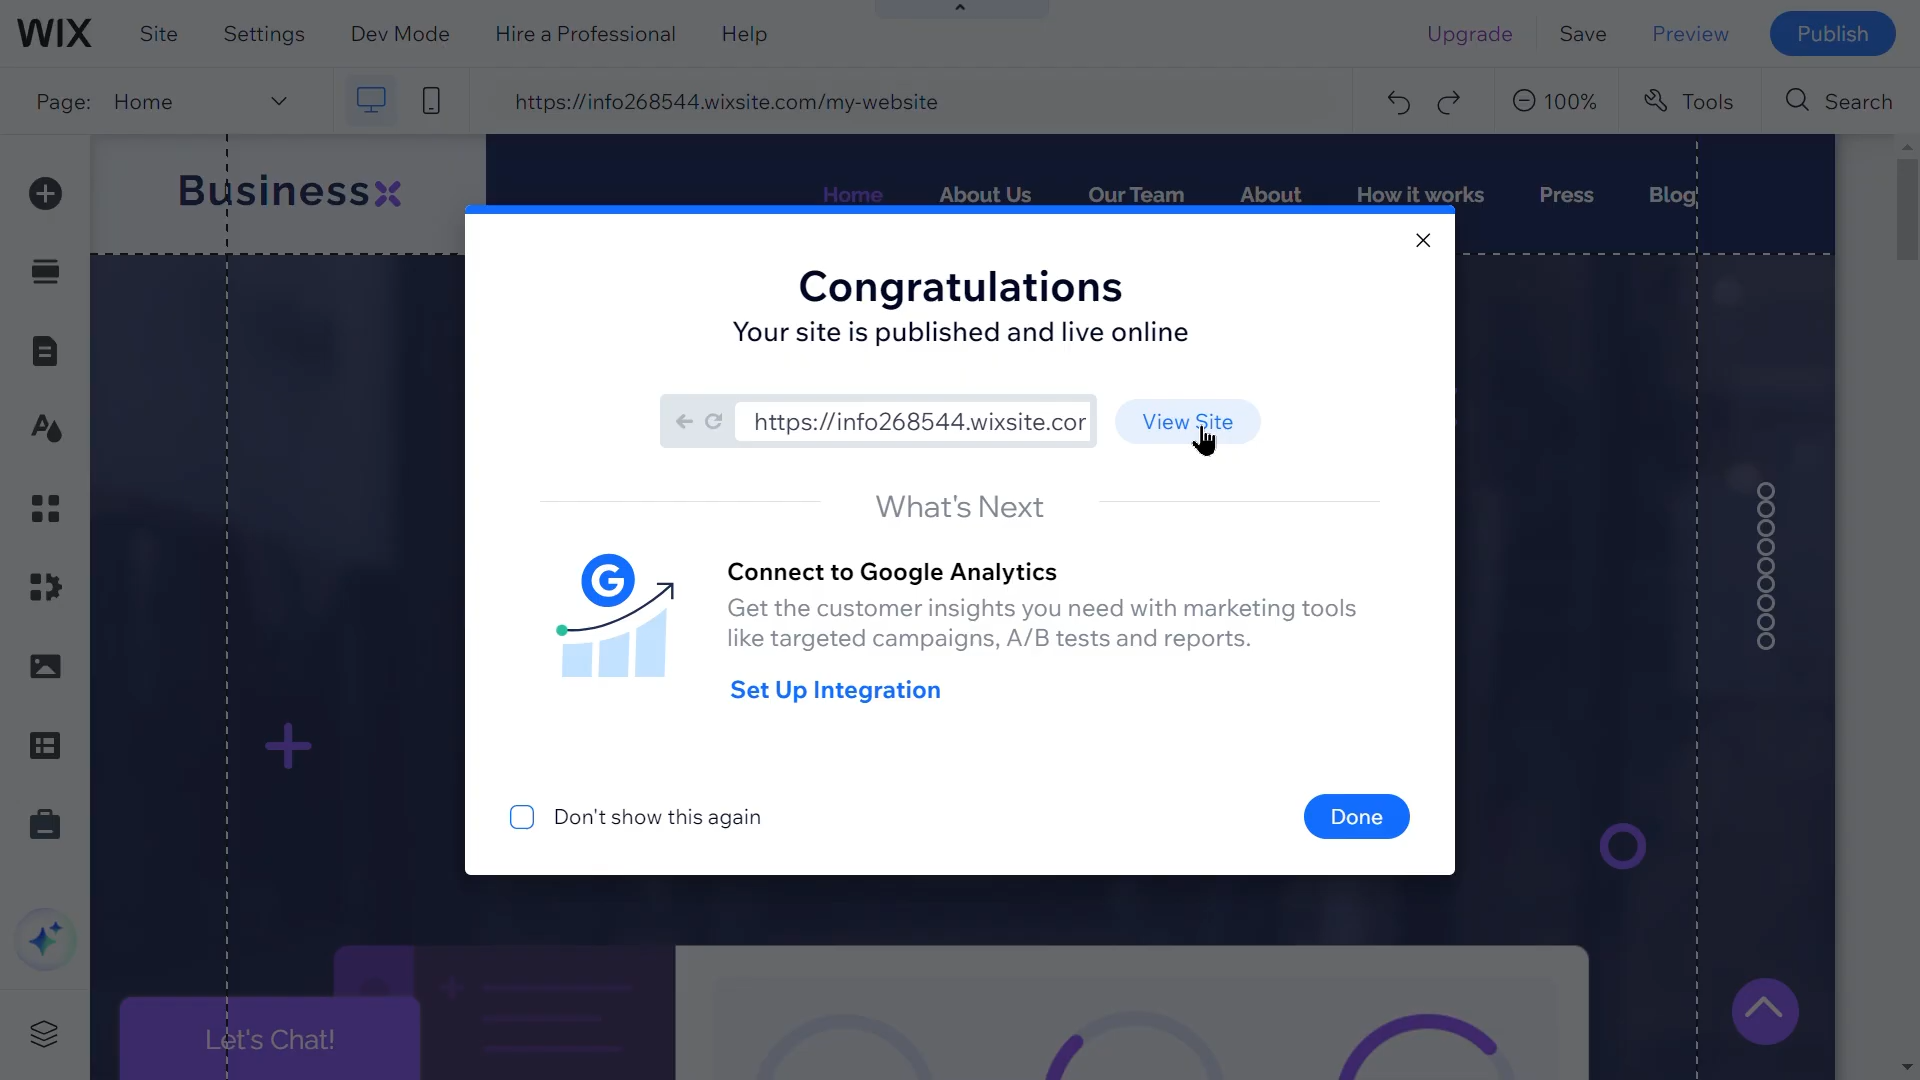 WIX Site Settings Dev Mode Hire a Professional Help Upgrade Save Preview Publish
Page: Home https://info268544.wixsite.com/my-website 100% Tools Search
Business
Home About Us Our Team About How it works Press Blog
Congratulations
Your site is published and live online
https://info268544.wixsite.cor View Site
What's Next
G
Connect to Google Analytics
Get the customer insights you need with marketing tools
like targeted campaigns, A/B tests and reports.
Set Up Integration
Don't show this again Done
Let's Chat!